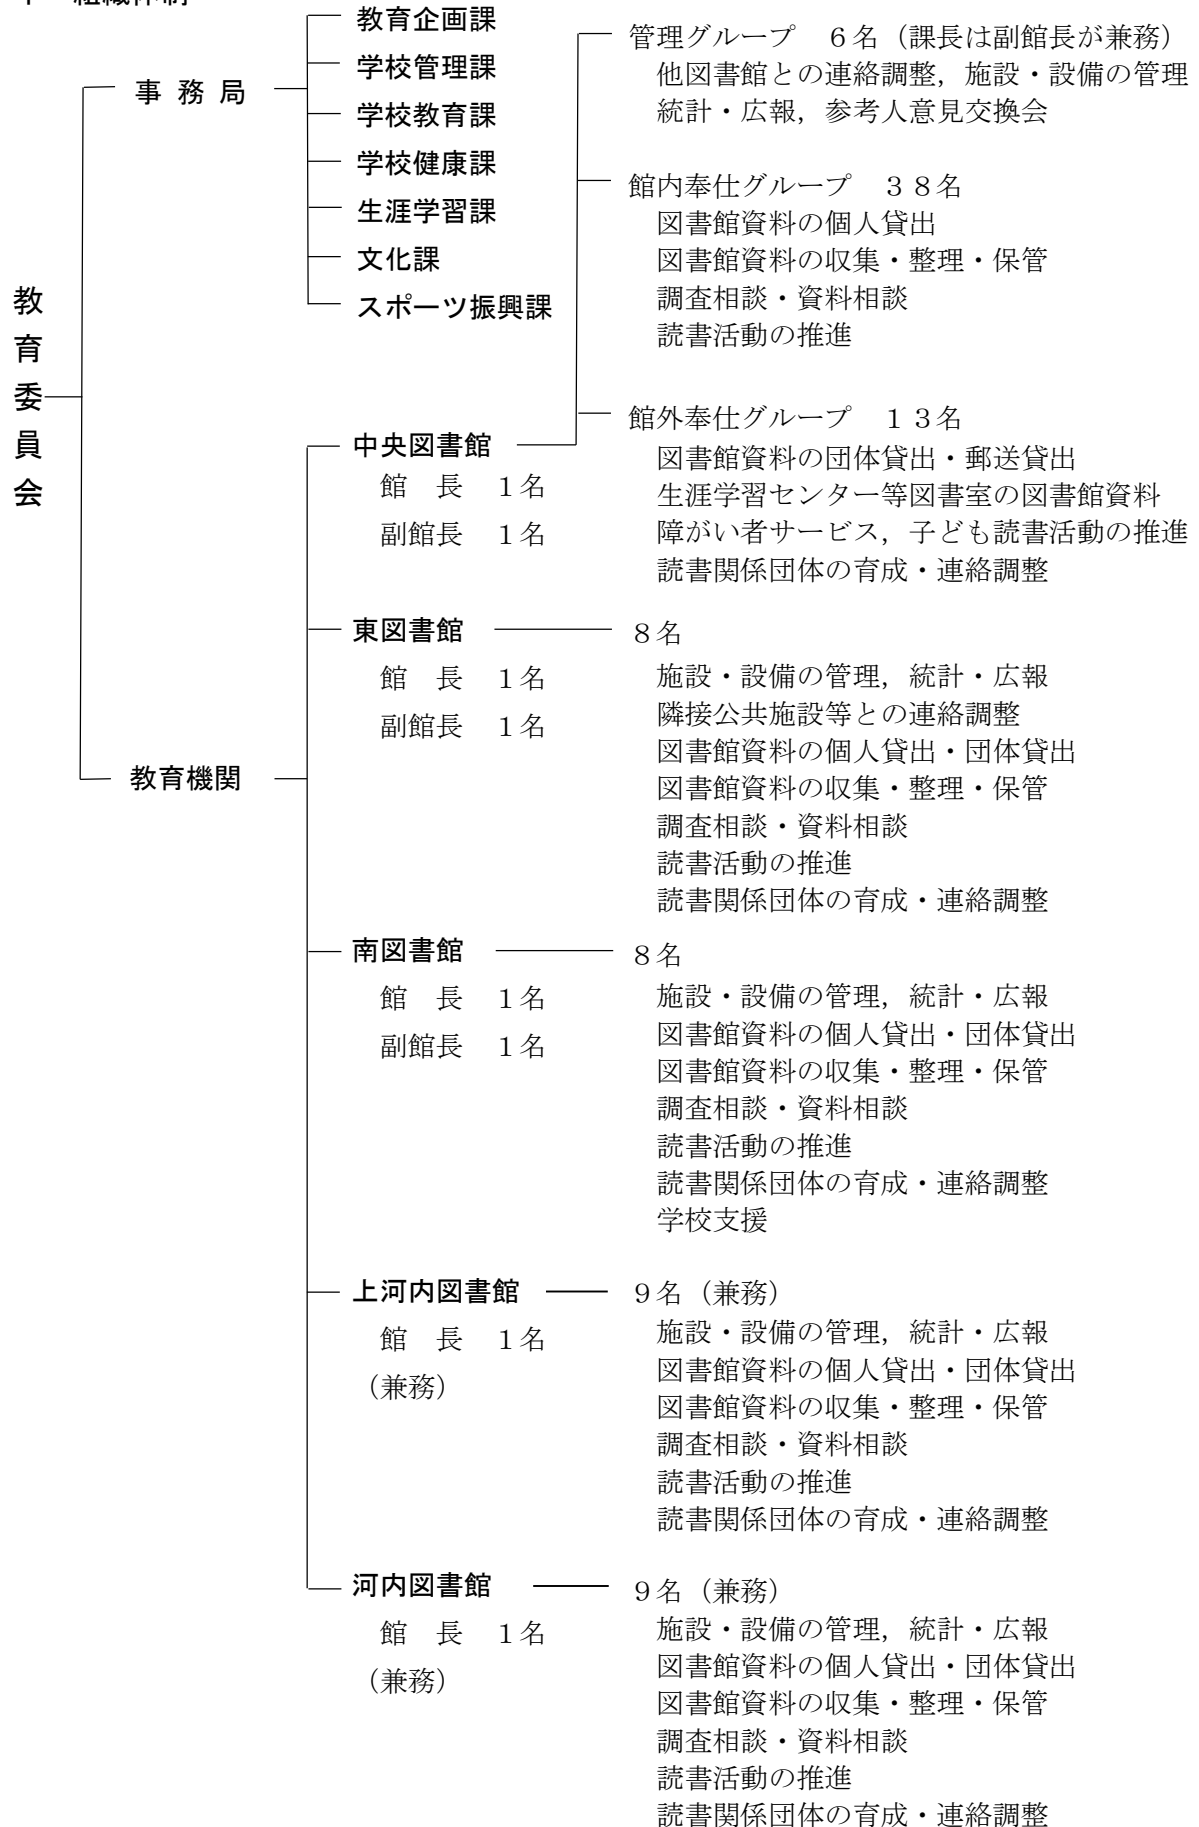 教育委員会
事 務 局
教育企画課
学校管理課
学校教育課
学校健康課
生涯学習課
文化課
スポーツ振興課
教育機関
中央図書館
館　長　１名
副館長　１名
管理グループ　６名（課長は副館長が兼務）
他図書館との連絡調整，施設・設備の管理
統計・広報，参考人意見交換会
館内奉仕グループ　３８名
図書館資料の個人貸出
図書館資料の収集・整理・保管
調査相談・資料相談
読書活動の推進
館外奉仕グループ　１３名
図書館資料の団体貸出・郵送貸出
生涯学習センター等図書室の図書館資料
障がい者サービス，子ども読書活動の推進
読書関係団体の育成・連絡調整
東図書館
館　長　１名
副館長　１名
８名
施設・設備の管理，統計・広報
隣接公共施設等との連絡調整
図書館資料の個人貸出・団体貸出
図書館資料の収集・整理・保管
調査相談・資料相談
読書活動の推進
読書関係団体の育成・連絡調整
南図書館
館　長　１名
副館長　１名
８名
施設・設備の管理，統計・広報
図書館資料の個人貸出・団体貸出
図書館資料の収集・整理・保管
調査相談・資料相談
読書活動の推進
読書関係団体の育成・連絡調整
学校支援
上河内図書館
館　長　１名
（兼務）
９名（兼務）
施設・設備の管理，統計・広報
図書館資料の個人貸出・団体貸出
図書館資料の収集・整理・保管
調査相談・資料相談
読書活動の推進
読書関係団体の育成・連絡調整
河内図書館
館　長　１名
（兼務）
９名（兼務）
施設・設備の管理，統計・広報
図書館資料の個人貸出・団体貸出
図書館資料の収集・整理・保管
調査相談・資料相談
読書活動の推進
読書関係団体の育成・連絡調整